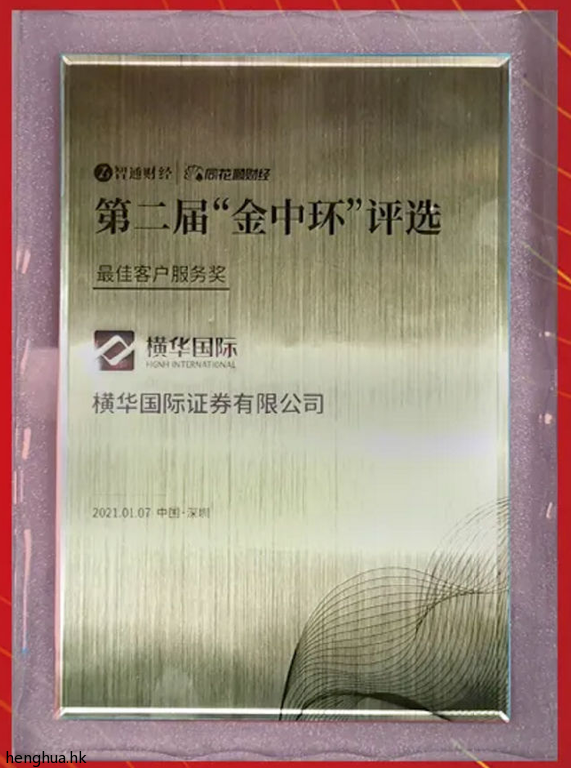 智通财经 同花顺财经
第二届“金中环”评选
最佳客户服务奖
横华国际
HGNH INTERNATIONAL
横华国际证券有限公司
2021.01.07 中国·深圳
henghua.hk